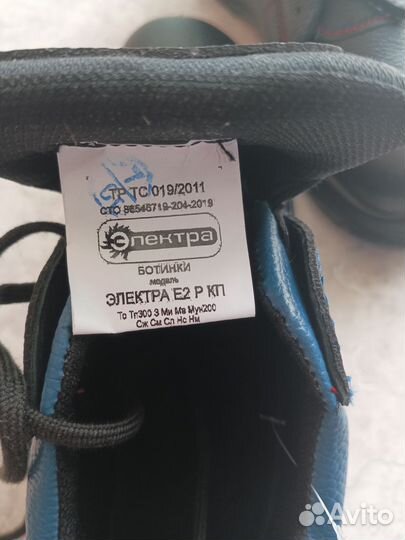 ТР ТС 019/2011
СТО 98545719-204-2019
Электра
БОТИНКИ
модель
ЭЛЕКТРА Е2 Р КП
То Тп300 З Ми Мв Мун200
Сж См Сл Нс Нм
Avito